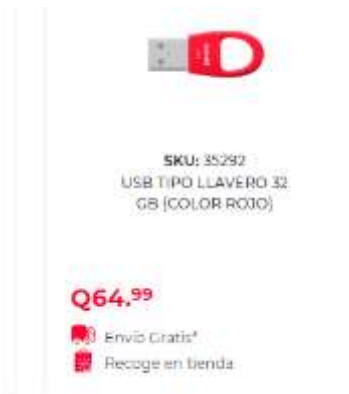 SKU: 35292
USB TIPO LLAVERO 32
GB (COLOR ROJO)
Q64.99
Envío Gratis*
Recoge en tienda